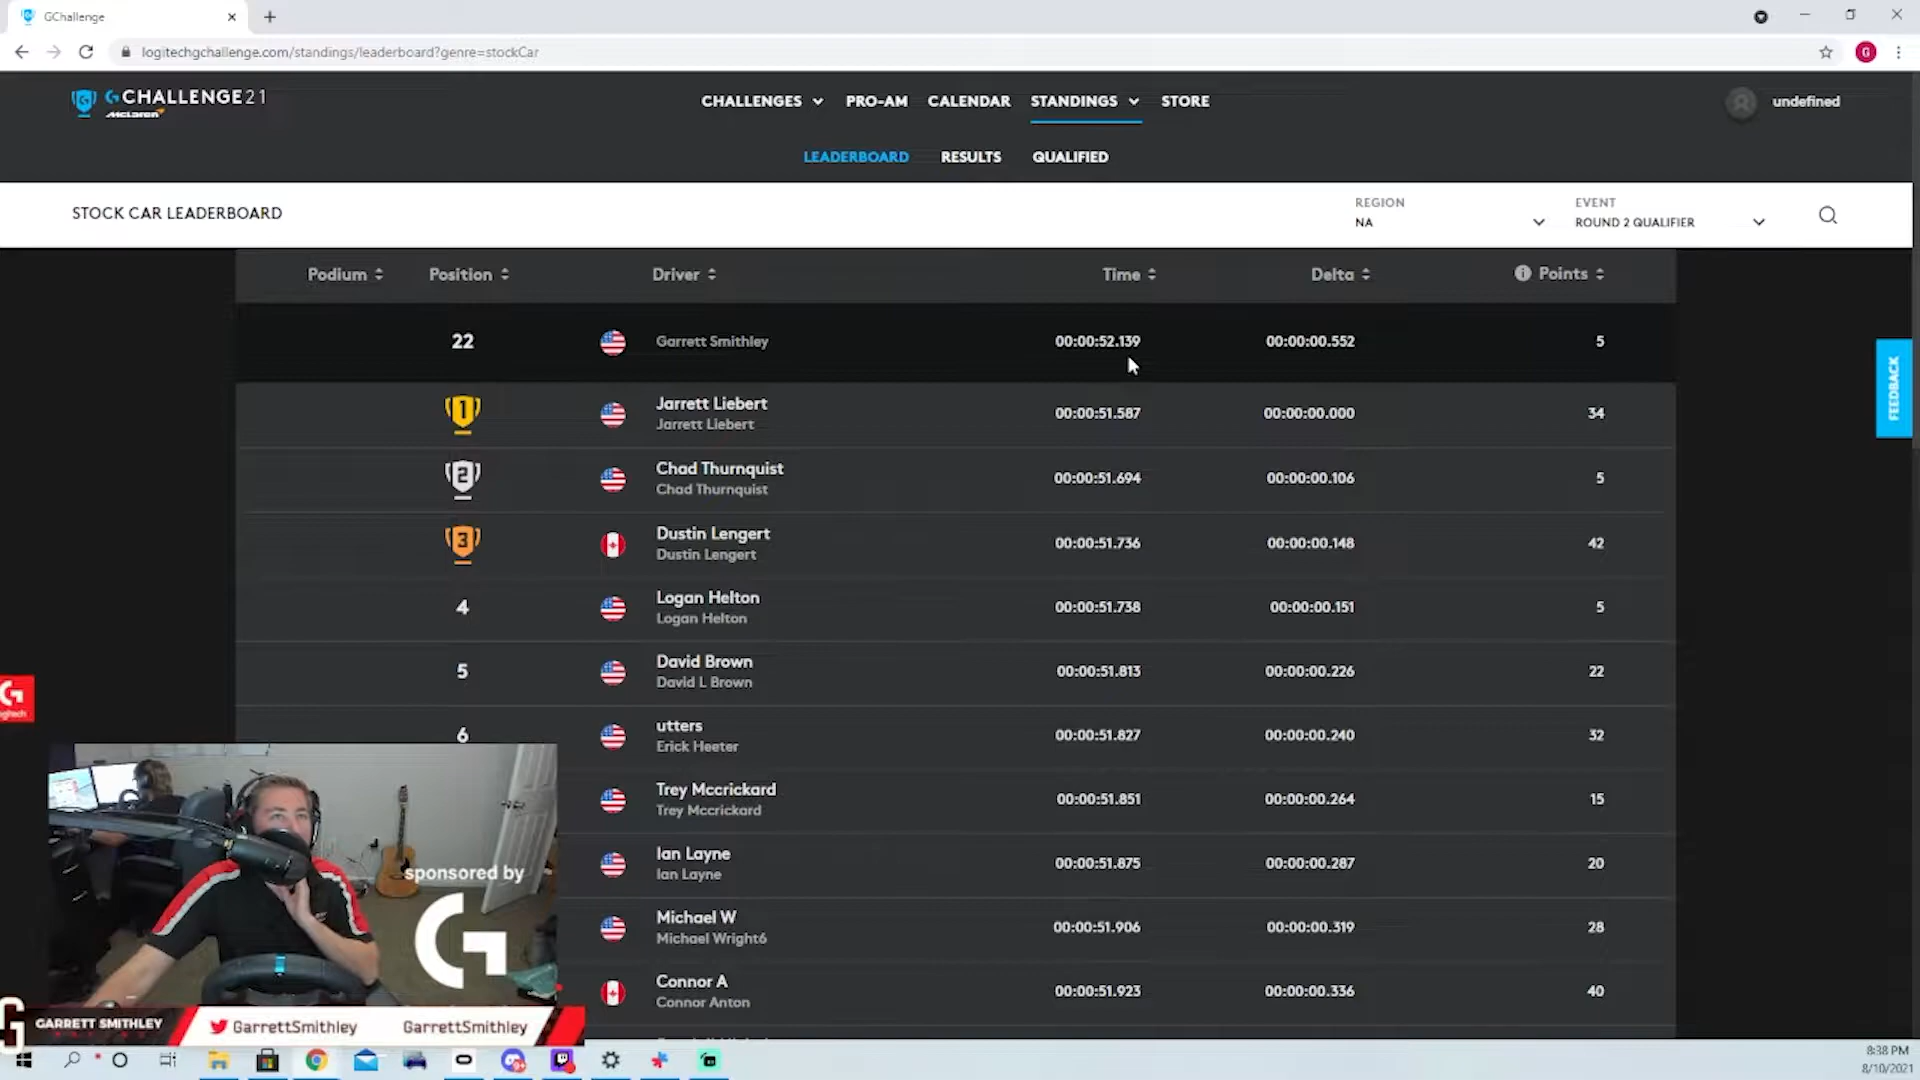 GChallenge
logitechgchallenge.com/standings/leaderboard?genre=stockCar
G
G CHALLENGE21
McLaren
CHALLENGES PRO-AM CALENDAR STANDINGS STORE
undefined
LEADERBOARD RESULTS QUALIFIED
STOCK CAR LEADERBOARD
REGION
NA
EVENT
ROUND 2 QUALIFIER
Podium Position Driver Time Delta Points
22 Garrett Smithley 00:00:52.139 00:00:00.552 5
1 Jarrett Liebert 00:00:51.587 00:00:00.000 34
Jarrett Liebert
2 Chad Thurnquist 00:00:51.694 00:00:00.106 5
Chad Thurnquist
3 Dustin Lengert 00:00:51.736 00:00:00.148 42
Dustin Lengert
4 Logan Helton 00:00:51.738 00:00:00.151 5
Logan Helton
5 David Brown 00:00:51.813 00:00:00.226 22
David L Brown
6 utters 00:00:51.827 00:00:00.240 32
Erick Heeter
Trey Mccrickard 00:00:51.851 00:00:00.264 15
Trey Mccrickard
Ian Layne 00:00:51.875 00:00:00.287 20
Ian Layne
Michael W 00:00:51.906 00:00:00.319 28
Michael Wright6
Connor A 00:00:51.923 00:00:00.336 40
Connor Anton
FEEDBACK
sponsored by
G
GARRETT SMITHLEY
GarrettSmithley
GarrettSmithley
8:38 PM
8/10/2021